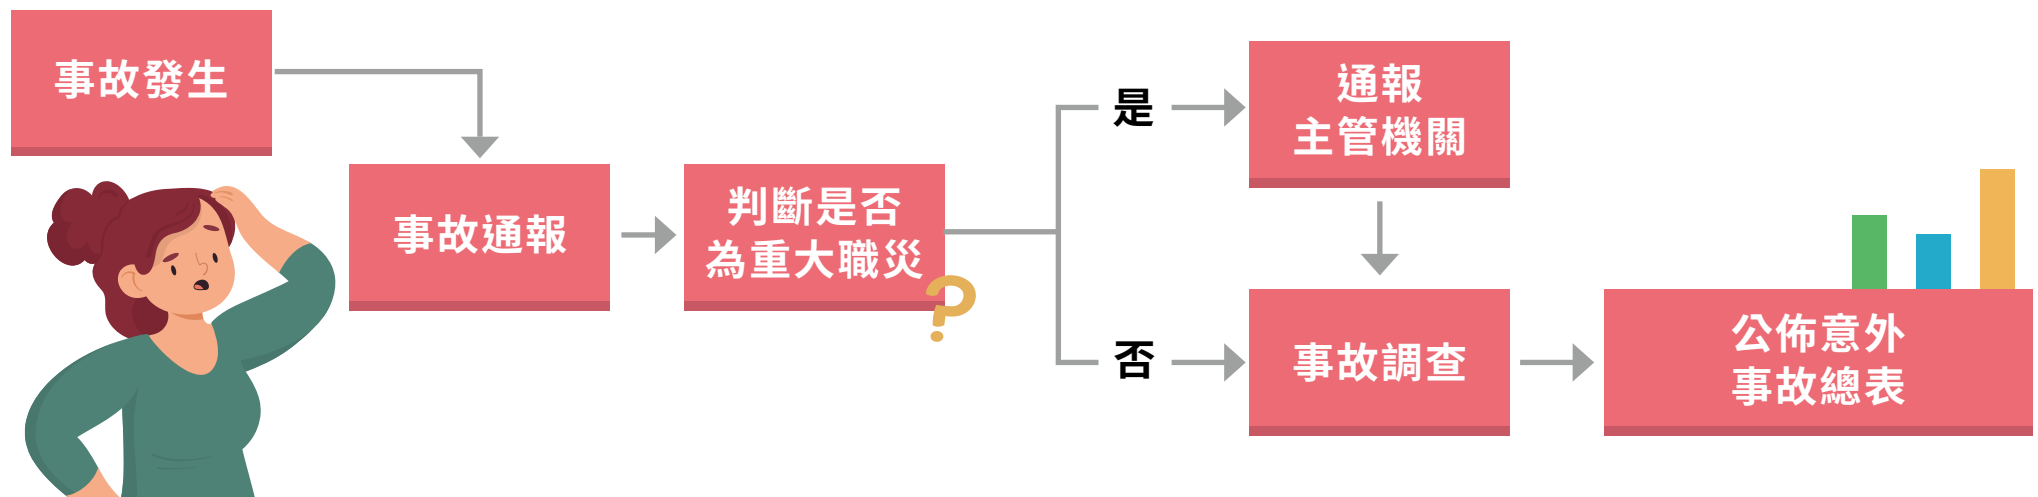 事故發生
事故通報
判斷是否
為重大職災
?
是
通報
主管機關
否
事故調查
公佈意外
事故總表